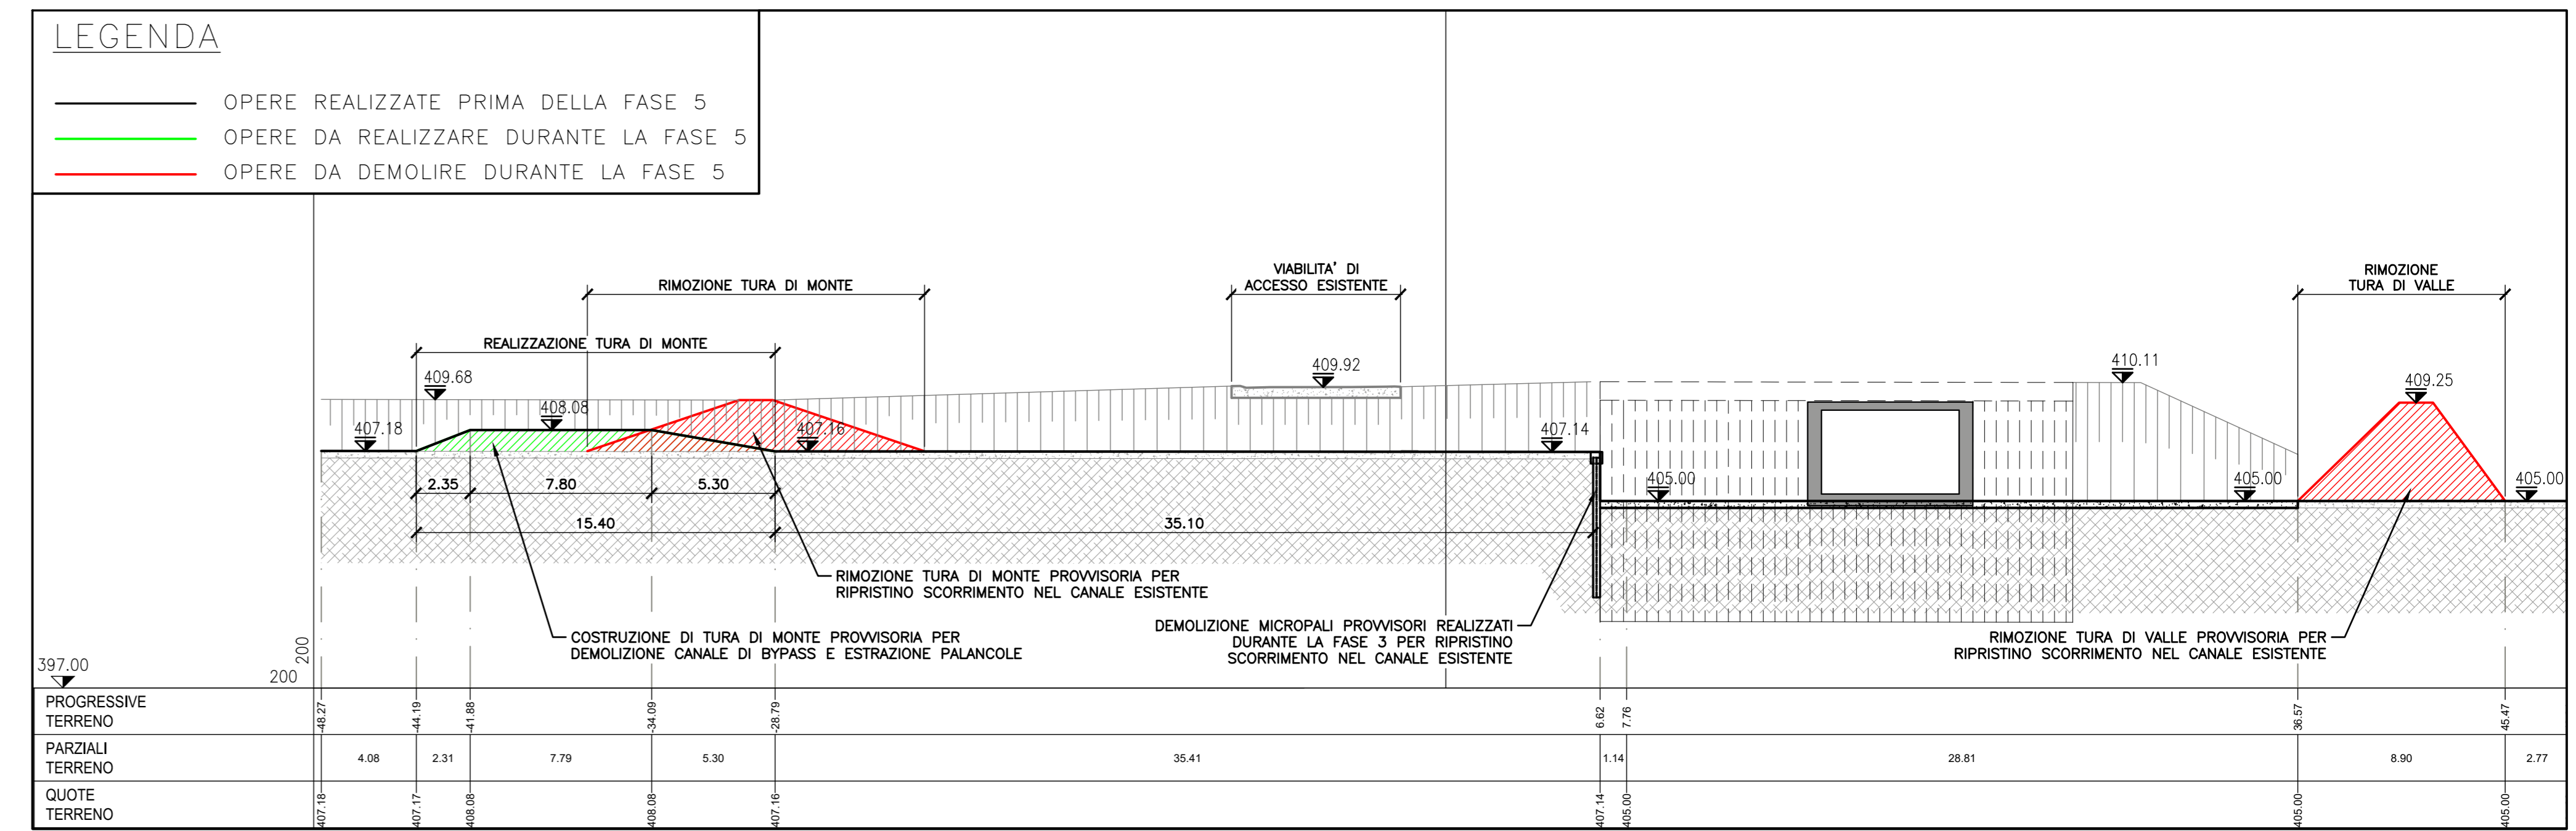 LEGENDA
OPERE REALIZZATE PRIMA DELLA FASE 5
OPERE DA REALIZZARE DURANTE LA FASE 5
OPERE DA DEMOLIRE DURANTE LA FASE 5
VIABILITA' DI
ACCESSO ESISTENTE
RIMOZIONE
TURA DI VALLE
RIMOZIONE TURA DI MONTE
REALIZZAZIONE TURA DI MONTE
409.68
408.08
407.18
407.16
409.92
407.14
410.11
409.25
405.00
405.00
405.00
2.35
7.80
5.30
15.40
35.10
RIMOZIONE TURA DI MONTE PROVVISORIA PER
RIPRISTINO SCORRIMENTO NEL CANALE ESISTENTE
COSTRUZIONE DI TURA DI MONTE PROVVISORIA PER
DEMOLIZIONE CANALE DI BYPASS E ESTRAZIONE PALANCOLE
DEMOLIZIONE MICROPALI PROVVISORI REALIZZATI
DURANTE LA FASE 3 PER RIPRISTINO
SCORRIMENTO NEL CANALE ESISTENTE
RIMOZIONE TURA DI VALLE PROVVISORIA PER
RIPRISTINO SCORRIMENTO NEL CANALE ESISTENTE
397.00
200
200
PROGRESSIVE
TERRENO
-48.27
-44.19
-41.88
-34.09
-28.79
6.62
7.76
36.57
45.47
PARZIALI
TERRENO
4.08
2.31
7.79
5.30
35.41
1.14
28.81
8.90
2.77
QUOTE
TERRENO
407.18
407.17
408.08
408.08
407.16
407.14
405.00
405.00
405.00